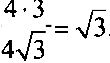 4 · 3
4√3 = √3.